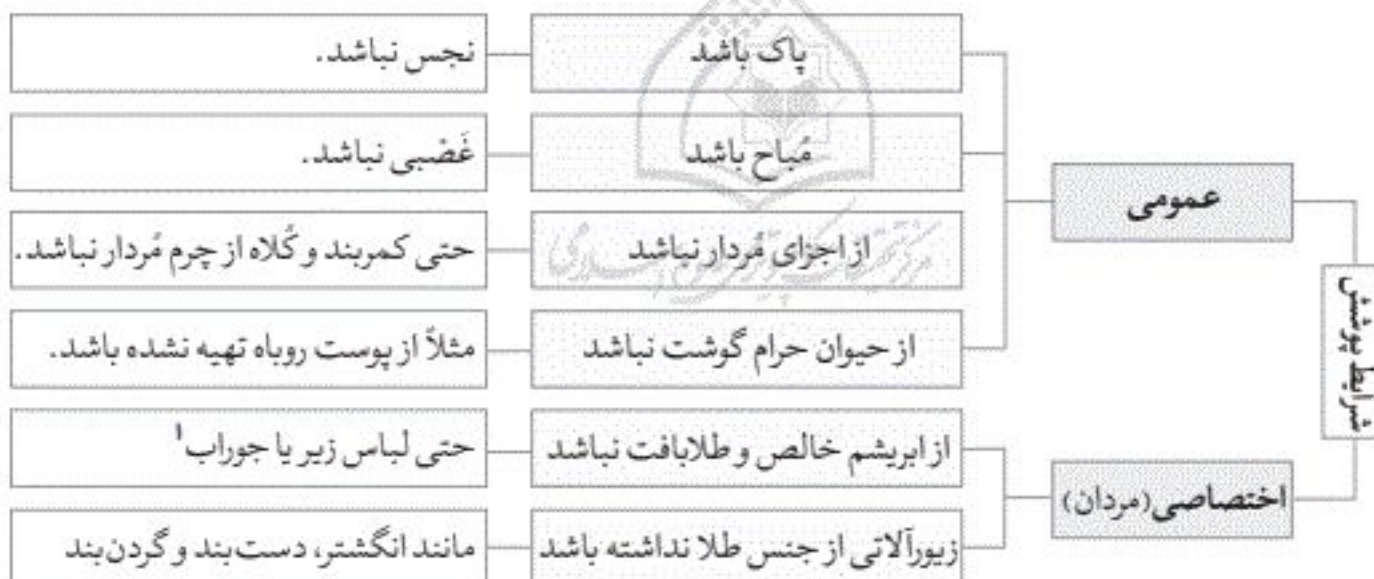 شرایط پوشش
عمومی
پاک باشد
نجس نباشد.
مُباح باشد
غَصْبی نباشد.
از اجزای مُردار نباشد
حتی کمربند و کُلاه از چرم مُردار نباشد.
از حیوان حرام گوشت نباشد
مثلاً از پوست روباه تهیه نشده باشد.
اختصاصی(مردان)
از ابریشم خالص و طلابافت نباشد
حتی لباس زیر یا جوراب۱
زیورآلاتی از جنس طلا نداشته باشد
مانند انگشتر، دست‌بند و گردن‌بند